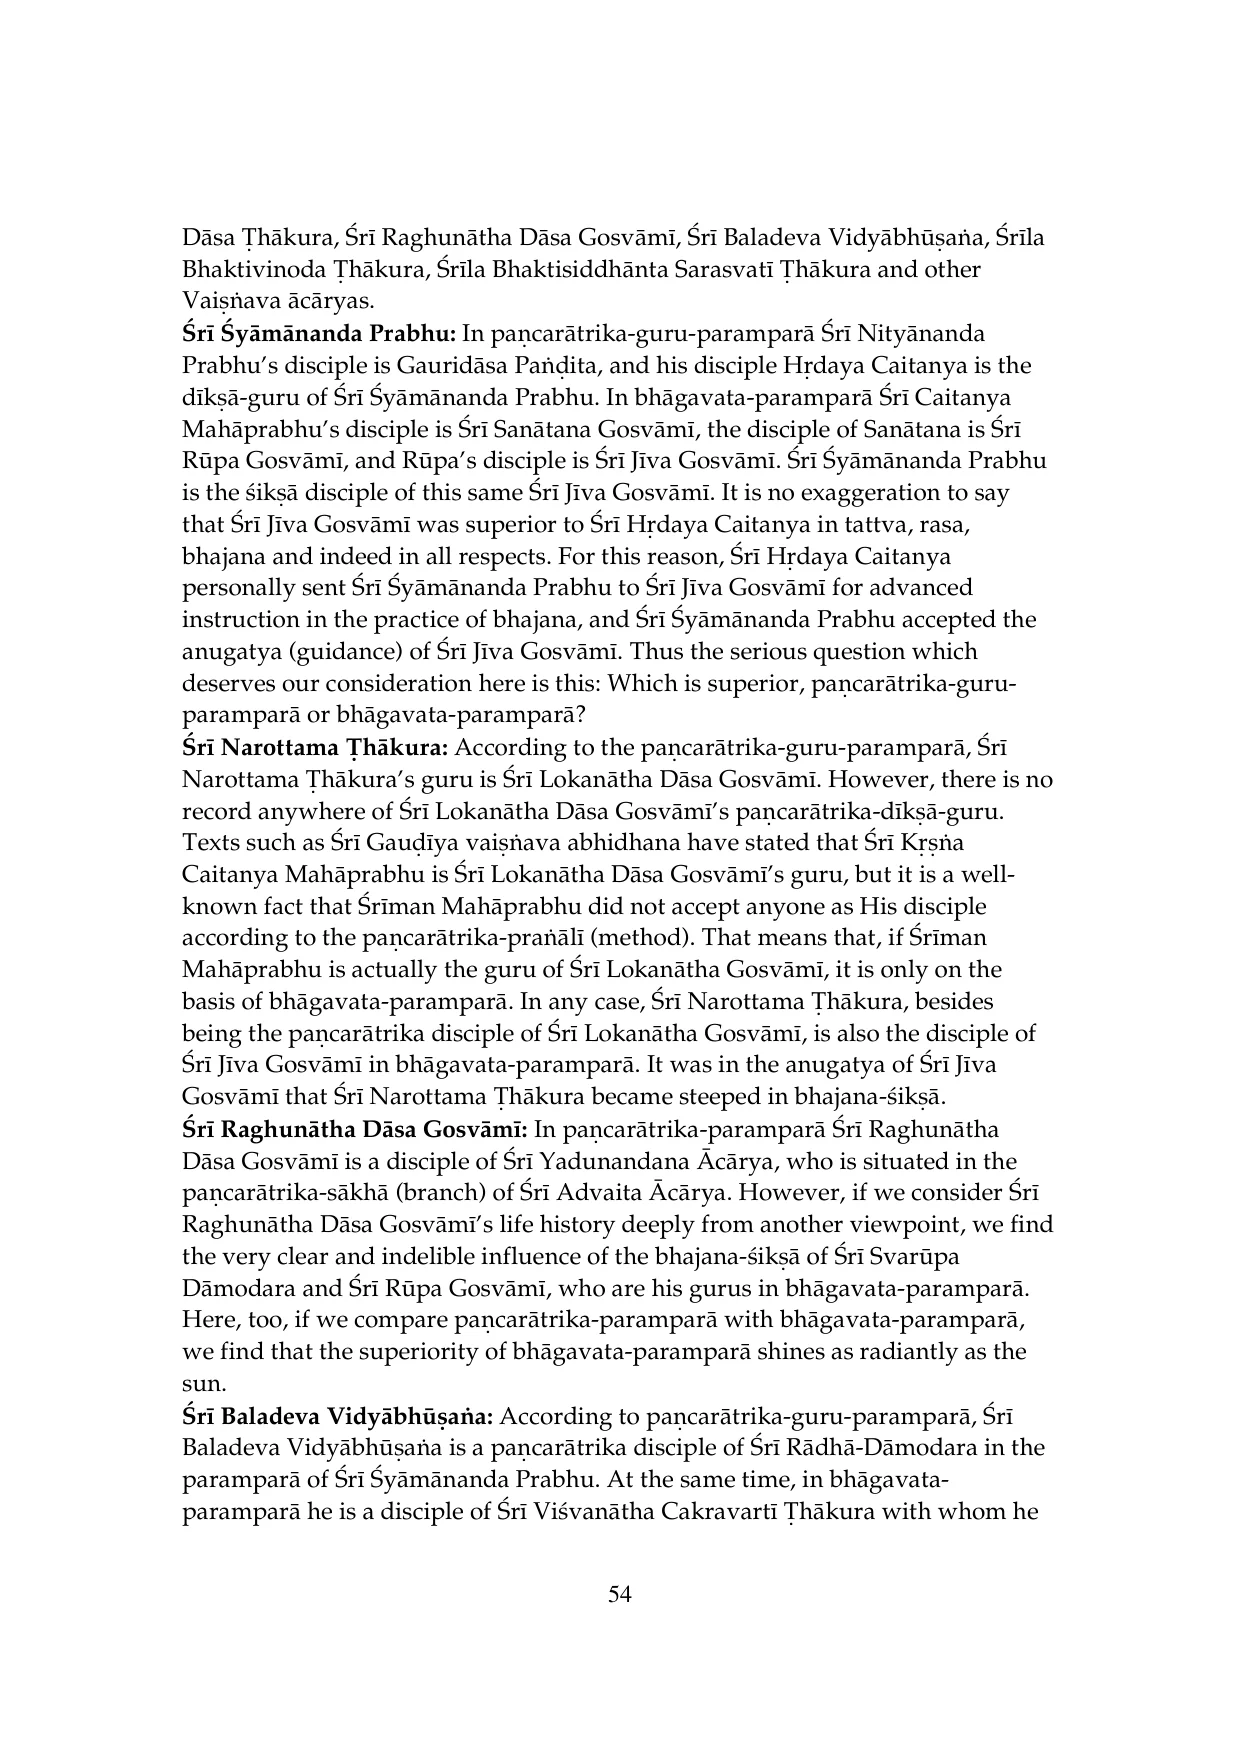 Dāsa Ṭhākura, Śrī Raghunātha Dāsa Gosvāmī, Śrī Baladeva Vidyābhūṣaṅa, Śrīla
Bhaktivinoda Ṭhākura, Śrīla Bhaktisiddhānta Sarasvatī Ṭhākura and other
Vaiṣṅava ācāryas.
Śrī Śyāmānanda Prabhu: In paṇcarātrika-guru-paramparā Śrī Nityānanda
Prabhu’s disciple is Gauridāsa Paṅḍita, and his disciple Hṛdaya Caitanya is the
dīkṣā-guru of Śrī Śyāmānanda Prabhu. In bhāgavata-paramparā Śrī Caitanya
Mahāprabhu’s disciple is Śrī Sanātana Gosvāmī, the disciple of Sanātana is Śrī
Rūpa Gosvāmī, and Rūpa’s disciple is Śrī Jīva Gosvāmī. Śrī Śyāmānanda Prabhu
is the śikṣā disciple of this same Śrī Jīva Gosvāmī. It is no exaggeration to say
that Śrī Jīva Gosvāmī was superior to Śrī Hṛdaya Caitanya in tattva, rasa,
bhajana and indeed in all respects. For this reason, Śrī Hṛdaya Caitanya
personally sent Śrī Śyāmānanda Prabhu to Śrī Jīva Gosvāmī for advanced
instruction in the practice of bhajana, and Śrī Śyāmānanda Prabhu accepted the
anugatya (guidance) of Śrī Jīva Gosvāmī. Thus the serious question which
deserves our consideration here is this: Which is superior, paṇcarātrika-guru-
paramparā or bhāgavata-paramparā?
Śrī Narottama Ṭhākura: According to the paṇcarātrika-guru-paramparā, Śrī
Narottama Ṭhākura’s guru is Śrī Lokanātha Dāsa Gosvāmī. However, there is no
record anywhere of Śrī Lokanātha Dāsa Gosvāmī’s paṇcarātrika-dīkṣā-guru.
Texts such as Śrī Gauḍīya vaiṣṅava abhidhana have stated that Śrī Kṛṣṅa
Caitanya Mahāprabhu is Śrī Lokanātha Dāsa Gosvāmī’s guru, but it is a well-
known fact that Śrīman Mahāprabhu did not accept anyone as His disciple
according to the paṇcarātrika-praṅālī (method). That means that, if Śrīman
Mahāprabhu is actually the guru of Śrī Lokanātha Gosvāmī, it is only on the
basis of bhāgavata-paramparā. In any case, Śrī Narottama Ṭhākura, besides
being the paṇcarātrika disciple of Śrī Lokanātha Gosvāmī, is also the disciple of
Śrī Jīva Gosvāmī in bhāgavata-paramparā. It was in the anugatya of Śrī Jīva
Gosvāmī that Śrī Narottama Ṭhākura became steeped in bhajana-śikṣā.
Śrī Raghunātha Dāsa Gosvāmī: In paṇcarātrika-paramparā Śrī Raghunātha
Dāsa Gosvāmī is a disciple of Śrī Yadunandana Ācārya, who is situated in the
paṇcarātrika-sākhā (branch) of Śrī Advaita Ācārya. However, if we consider Śrī
Raghunātha Dāsa Gosvāmī’s life history deeply from another viewpoint, we find
the very clear and indelible influence of the bhajana-śikṣā of Śrī Svarūpa
Dāmodara and Śrī Rūpa Gosvāmī, who are his gurus in bhāgavata-paramparā.
Here, too, if we compare paṇcarātrika-paramparā with bhāgavata-paramparā,
we find that the superiority of bhāgavata-paramparā shines as radiantly as the
sun.
Śrī Baladeva Vidyābhūṣaṅa: According to paṇcarātrika-guru-paramparā, Śrī
Baladeva Vidyābhūṣaṅa is a paṇcarātrika disciple of Śrī Rādhā-Dāmodara in the
paramparā of Śrī Śyāmānanda Prabhu. At the same time, in bhāgavata-
paramparā he is a disciple of Śrī Viśvanātha Cakravartī Ṭhākura with whom he
54